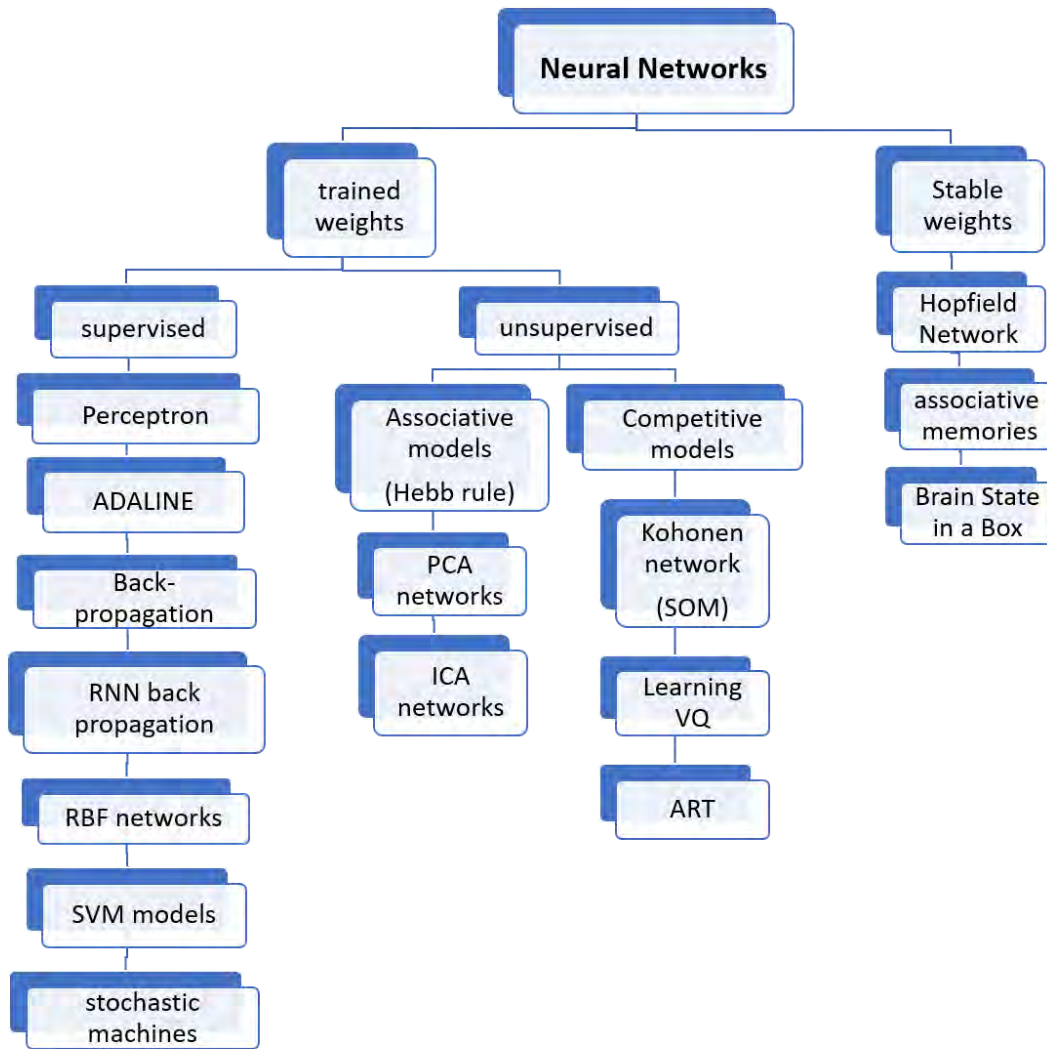 Neural Networks
trained
weights
Stable
weights
supervised
unsupervised
Hopfield
Network
Perceptron
Associative
models
(Hebb rule)
Competitive
models
associative
memories
ADALINE
Brain State
in a Box
Back-
propagation
PCA
networks
Kohonen
network
(SOM)
RNN back
propagation
ICA
networks
Learning
VQ
RBF networks
ART
SVM models
stochastic
machines